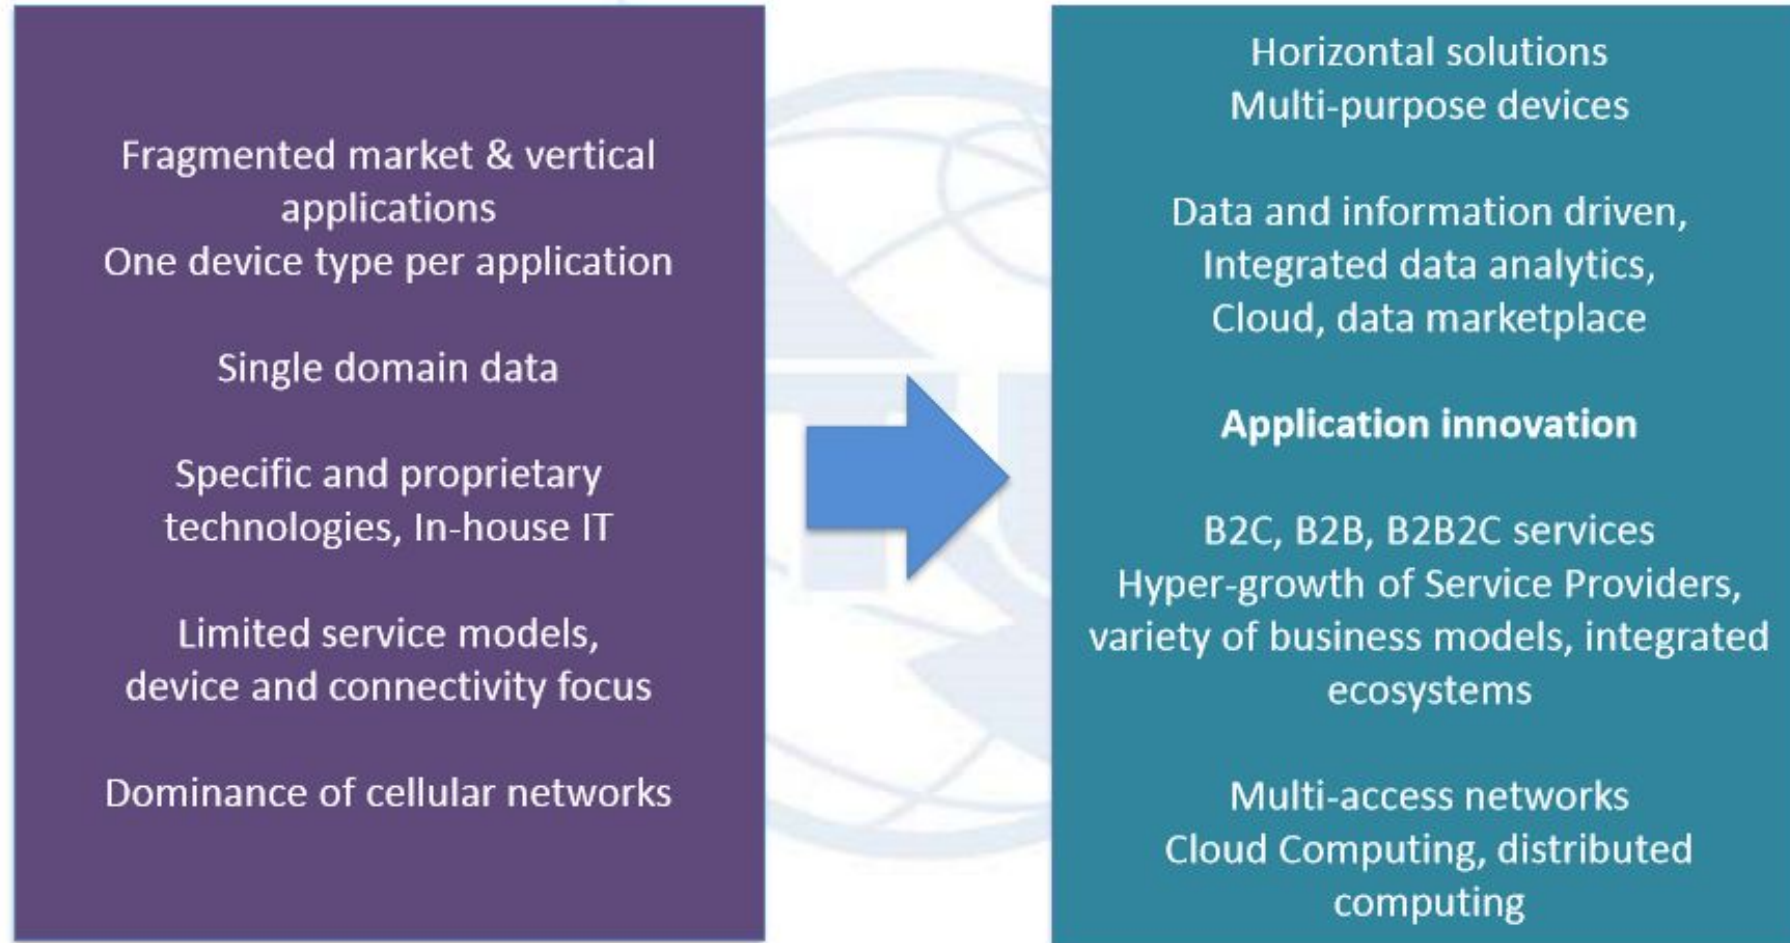 Fragmented market & vertical
applications
One device type per application
Single domain data
Specific and proprietary
technologies, In-house IT
Limited service models,
device and connectivity focus
Dominance of cellular networks
Horizontal solutions
Multi-purpose devices
Data and information driven,
Integrated data analytics,
Cloud, data marketplace
Application innovation
B2C, B2B, B2B2C services
Hyper-growth of Service Providers,
variety of business models, integrated
ecosystems
Multi-access networks
Cloud Computing, distributed
computing